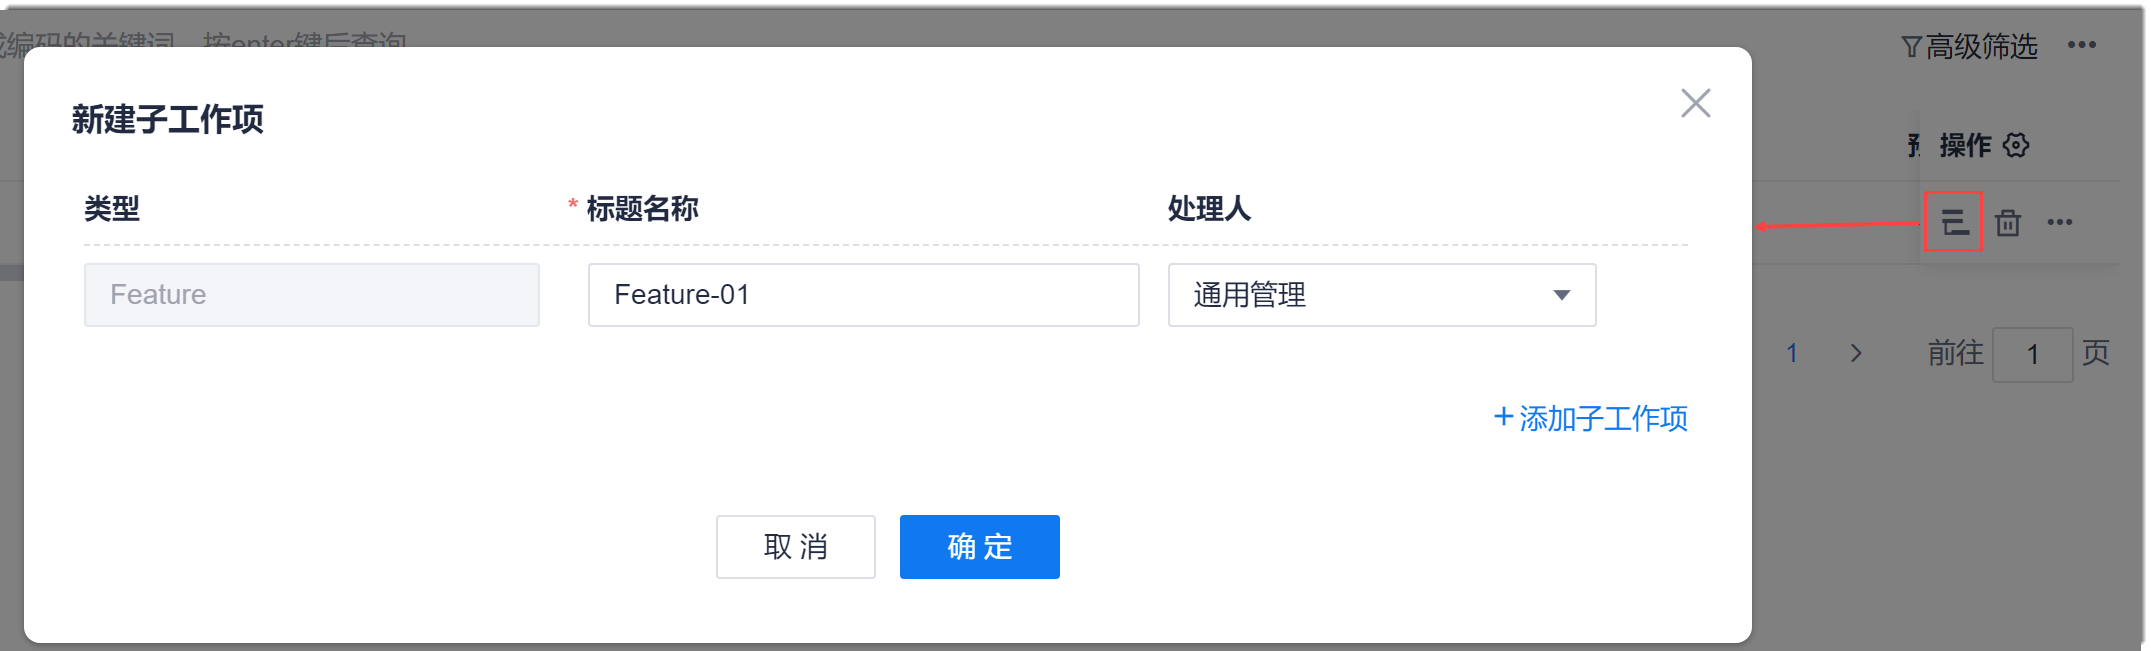 编码的关键词，按enter键后查询
高级筛选
新建子工作项
操作
类型
* 标题名称
处理人
Feature
Feature-01
通用管理
1
前往 1 页
+ 添加子工作项
取 消
确 定